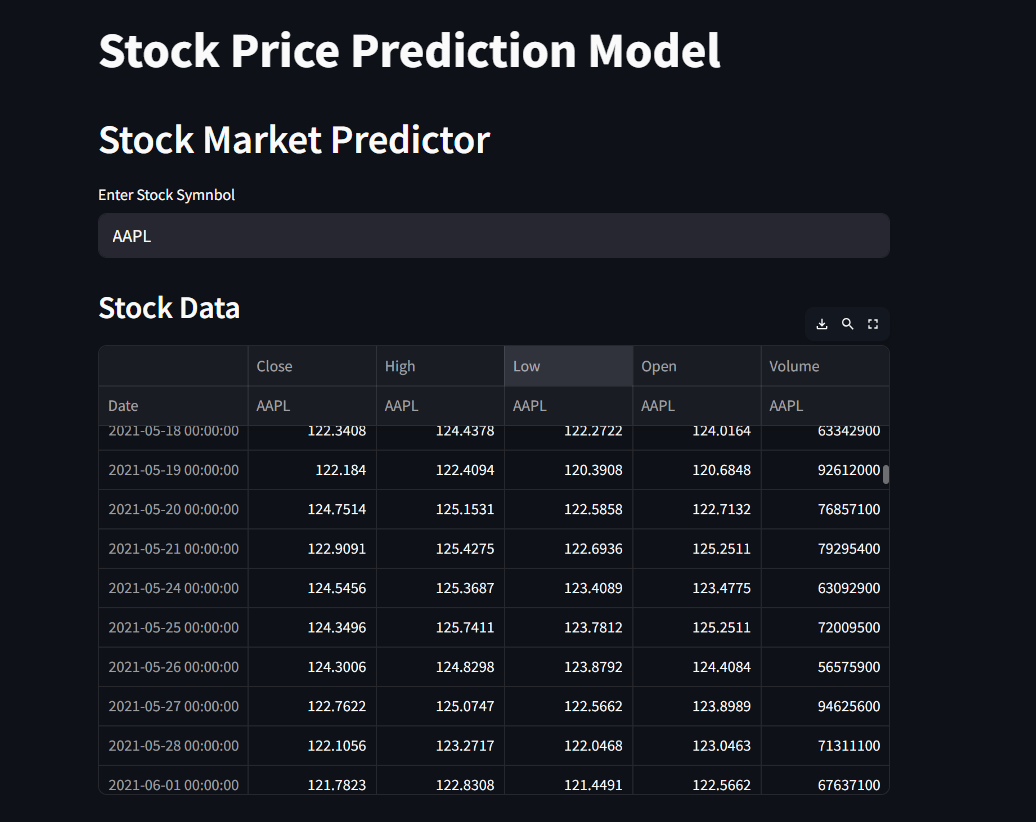 Stock Price Prediction Model
Stock Market Predictor
Enter Stock Symnbol
AAPL
Stock Data
Close High Low Open Volume
Date AAPL AAPL AAPL AAPL AAPL
2021-05-18 00:00:00 122.3408 124.4378 122.2722 124.0164 63342900
2021-05-19 00:00:00 122.184 122.4094 120.3908 120.6848 92612000
2021-05-20 00:00:00 124.7514 125.1531 122.5858 122.7132 76857100
2021-05-21 00:00:00 122.9091 125.4275 122.6936 125.2511 79295400
2021-05-24 00:00:00 124.5456 125.3687 123.4089 123.4775 63092900
2021-05-25 00:00:00 124.3496 125.7411 123.7812 125.2511 72009500
2021-05-26 00:00:00 124.3006 124.8298 123.8792 124.4084 56575900
2021-05-27 00:00:00 122.7622 125.0747 122.5662 123.8989 94625600
2021-05-28 00:00:00 122.1056 123.2717 122.0468 123.0463 71311100
2021-06-01 00:00:00 121.7823 122.8308 121.4491 122.5662 67637100